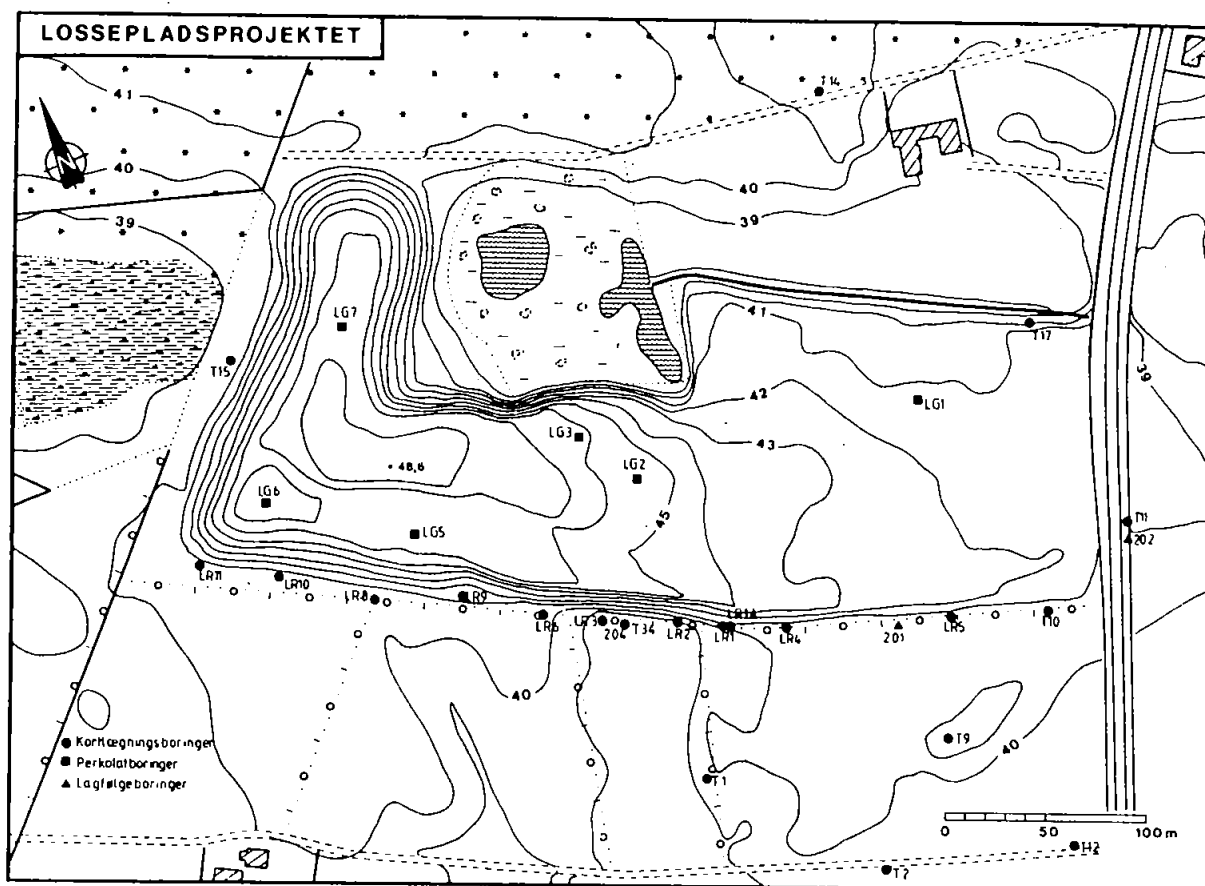 LOSSEPLADSPROJEKTET
41
T14
40
N
39
40
39
LG7
41
T17
39
T15
42
LG1
43
LG3
48,6
LG2
LG6
45
LG5
T11
202
LR11
LR10
LR8
LR9
LR6
LR3
204
T34
LR2
LR1A
LR1
LR4
201
LR5
T10
40
T9
40
Kortlægningsboringer
Perkolatboringer
Lagfølgeboringer
T1
0 50 100 m
T12
T7